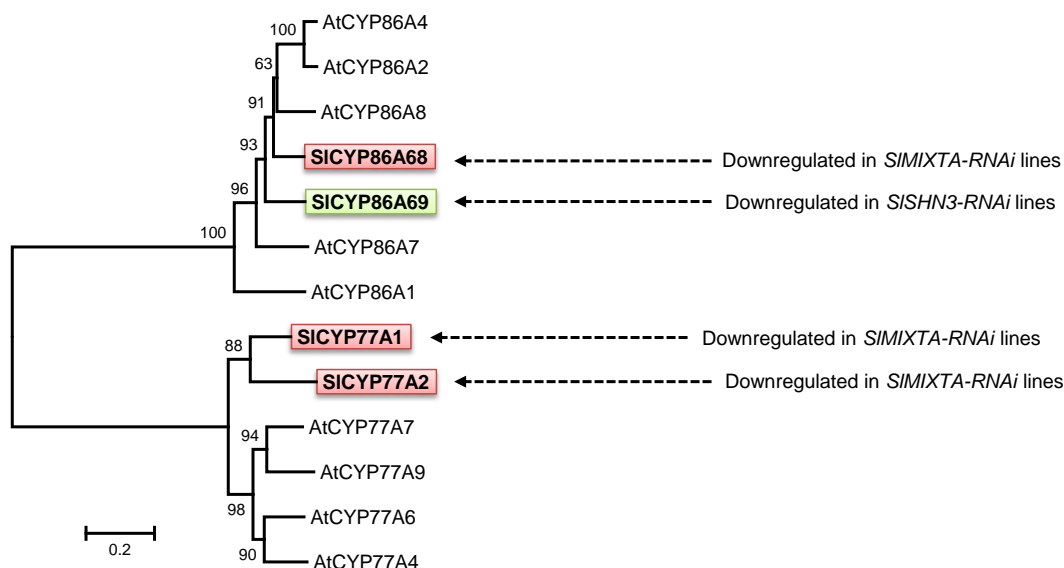 AtCYP86A4
100
AtCYP86A2
63
AtCYP86A8
91
SlCYP86A68 Downregulated in SlMIXTA-RNAi lines
93
SlCYP86A69 Downregulated in SlSHN3-RNAi lines
96
AtCYP86A7
100
AtCYP86A1
SlCYP77A1 Downregulated in SlMIXTA-RNAi lines
88
SlCYP77A2 Downregulated in SlMIXTA-RNAi lines
AtCYP77A7
94
AtCYP77A9
98
AtCYP77A6
0.2
90
AtCYP77A4